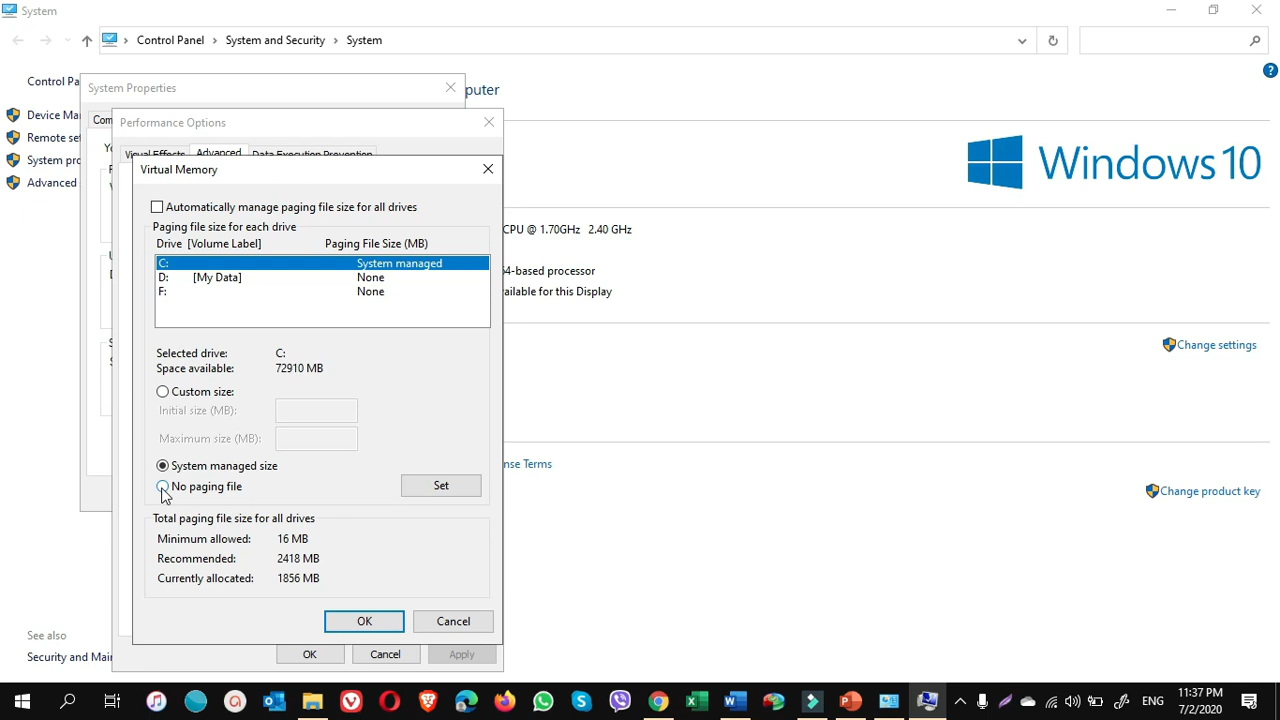 System
Control Panel > System and Security > System
Control Pa
System Properties
puter
Device Ma
Remote set
System pro
Advanced
Com
Performance Options
Visual Effects Advanced Data Execution Prevention
Virtual Memory
Windows 10
Automatically manage paging file size for all drives
Paging file size for each drive
Drive [Volume Label] Paging File Size (MB)
C: System managed
D: [My Data] None
F: None
CPU @ 1.70GHz 2.40 GHz
64-based processor
vailable for this Display
Selected drive: C:
Space available: 72910 MB
Custom size:
Initial size (MB):
Maximum size (MB):
System managed size
No paging file
Set
Change settings
nse Terms
Change product key
Total paging file size for all drives
Minimum allowed: 16 MB
Recommended: 2418 MB
Currently allocated: 1856 MB
OK Cancel
See also
Security and Mai
OK Cancel Apply
ENG
11:37 PM
7/2/2020